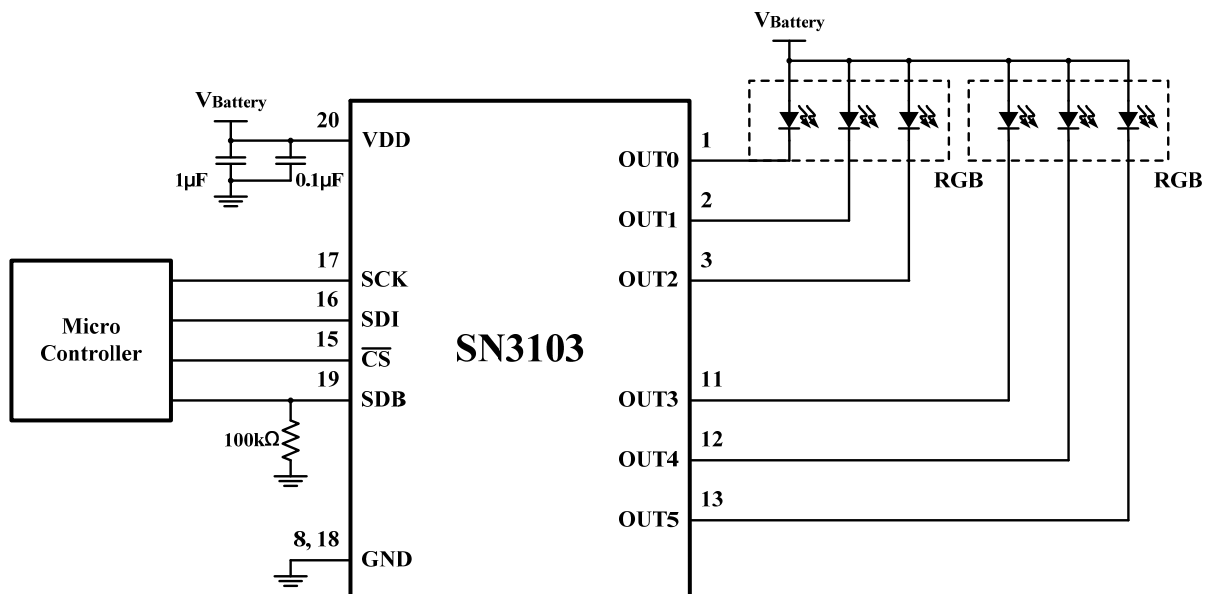 VBattery
VBattery
20
VDD
1μF
0.1μF
1
OUT0
RGB
RGB
2
OUT1
17
SCK
3
OUT2
16
SDI
Micro
Controller
15
CS
SN3103
19
SDB
11
OUT3
100kΩ
12
OUT4
13
OUT5
8, 18
GND